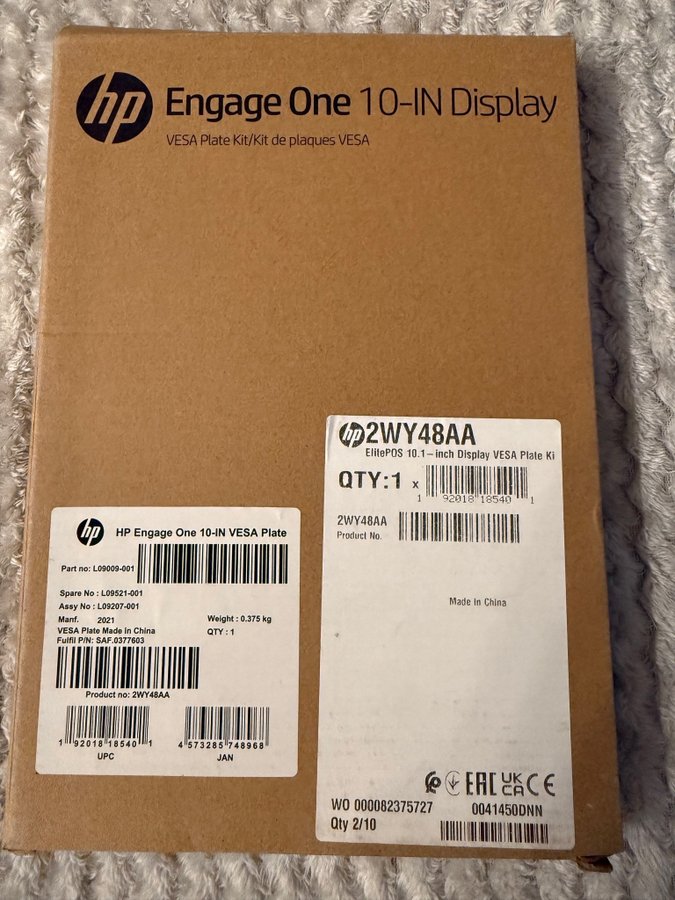 hp Engage One 10-IN Display
VESA Plate Kit/Kit de plaques VESA
hp 2WY48AA
ElitePOS 10.1-inch Display VESA Plate Ki
QTY:1 x
1 92018 18540 1
2WY48AA
Product No.
Made in China
EAC UK CA CE
WO 000082375727
0041450DNN
Qty 2/10
hp HP Engage One 10-IN VESA Plate
Part no: L09009-001
Spare No : L09521-001
Assy No : L09207-001
Manf. 2021
Weight : 0.375 kg
VESA Plate Made in China
QTY : 1
Fulfil P/N: SAF.0377603
Product no: 2WY48AA
1 92018 18540 1
UPC
4 573285 748968
JAN